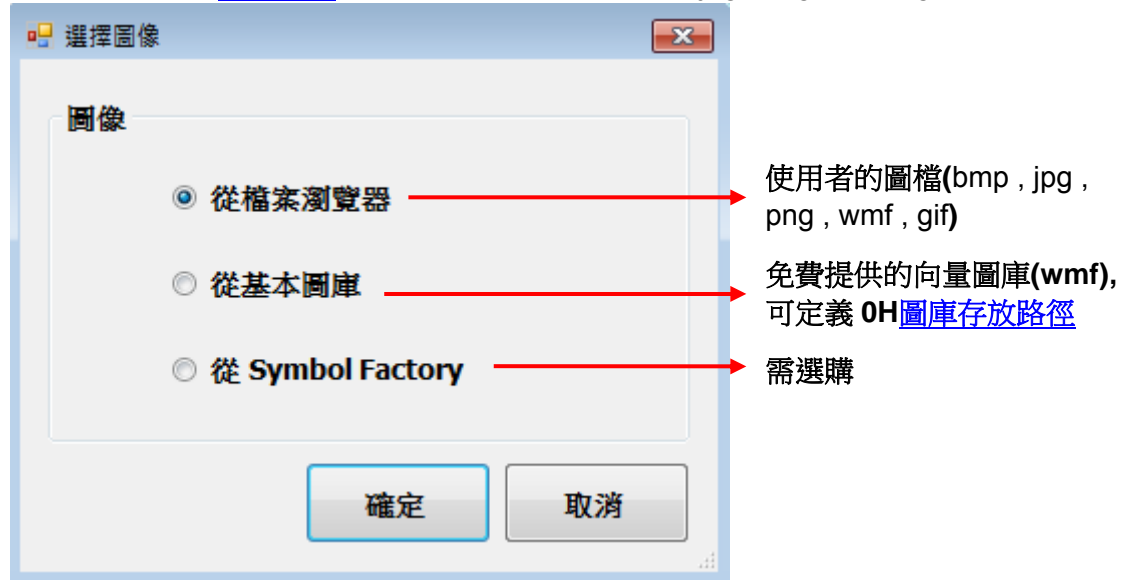 選擇圖像
圖像
從檔案瀏覽器
使用者的圖檔(bmp , jpg ,
png , wmf , gif)
從基本圖庫
免費提供的向量圖庫(wmf),
可定義 0H圖庫存放路徑
從 Symbol Factory
需選購
確定
取消